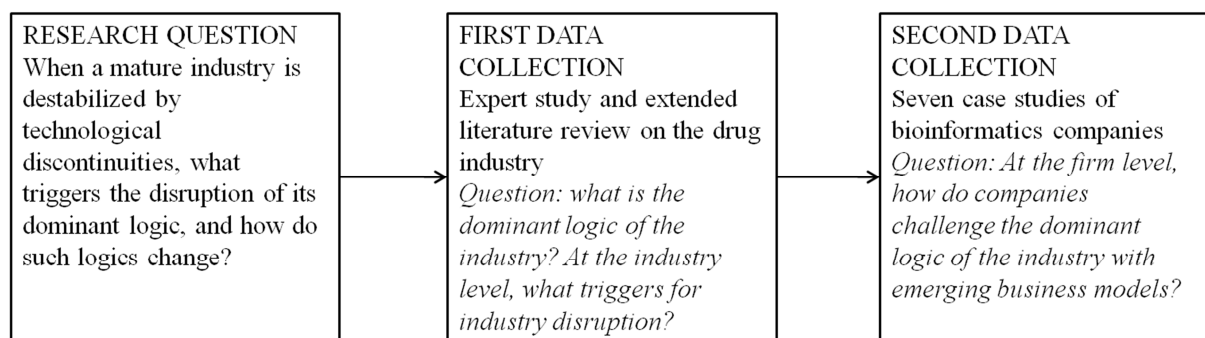 RESEARCH QUESTION
When a mature industry is
destabilized by
technological
discontinuities, what
triggers the disruption of its
dominant logic, and how do
such logics change?
FIRST DATA
COLLECTION
Expert study and extended
literature review on the drug
industry
Question: what is the
dominant logic of the
industry? At the industry
level, what triggers for
industry disruption?
SECOND DATA
COLLECTION
Seven case studies of
bioinformatics companies
Question: At the firm level,
how do companies
challenge the dominant
logic of the industry with
emerging business models?